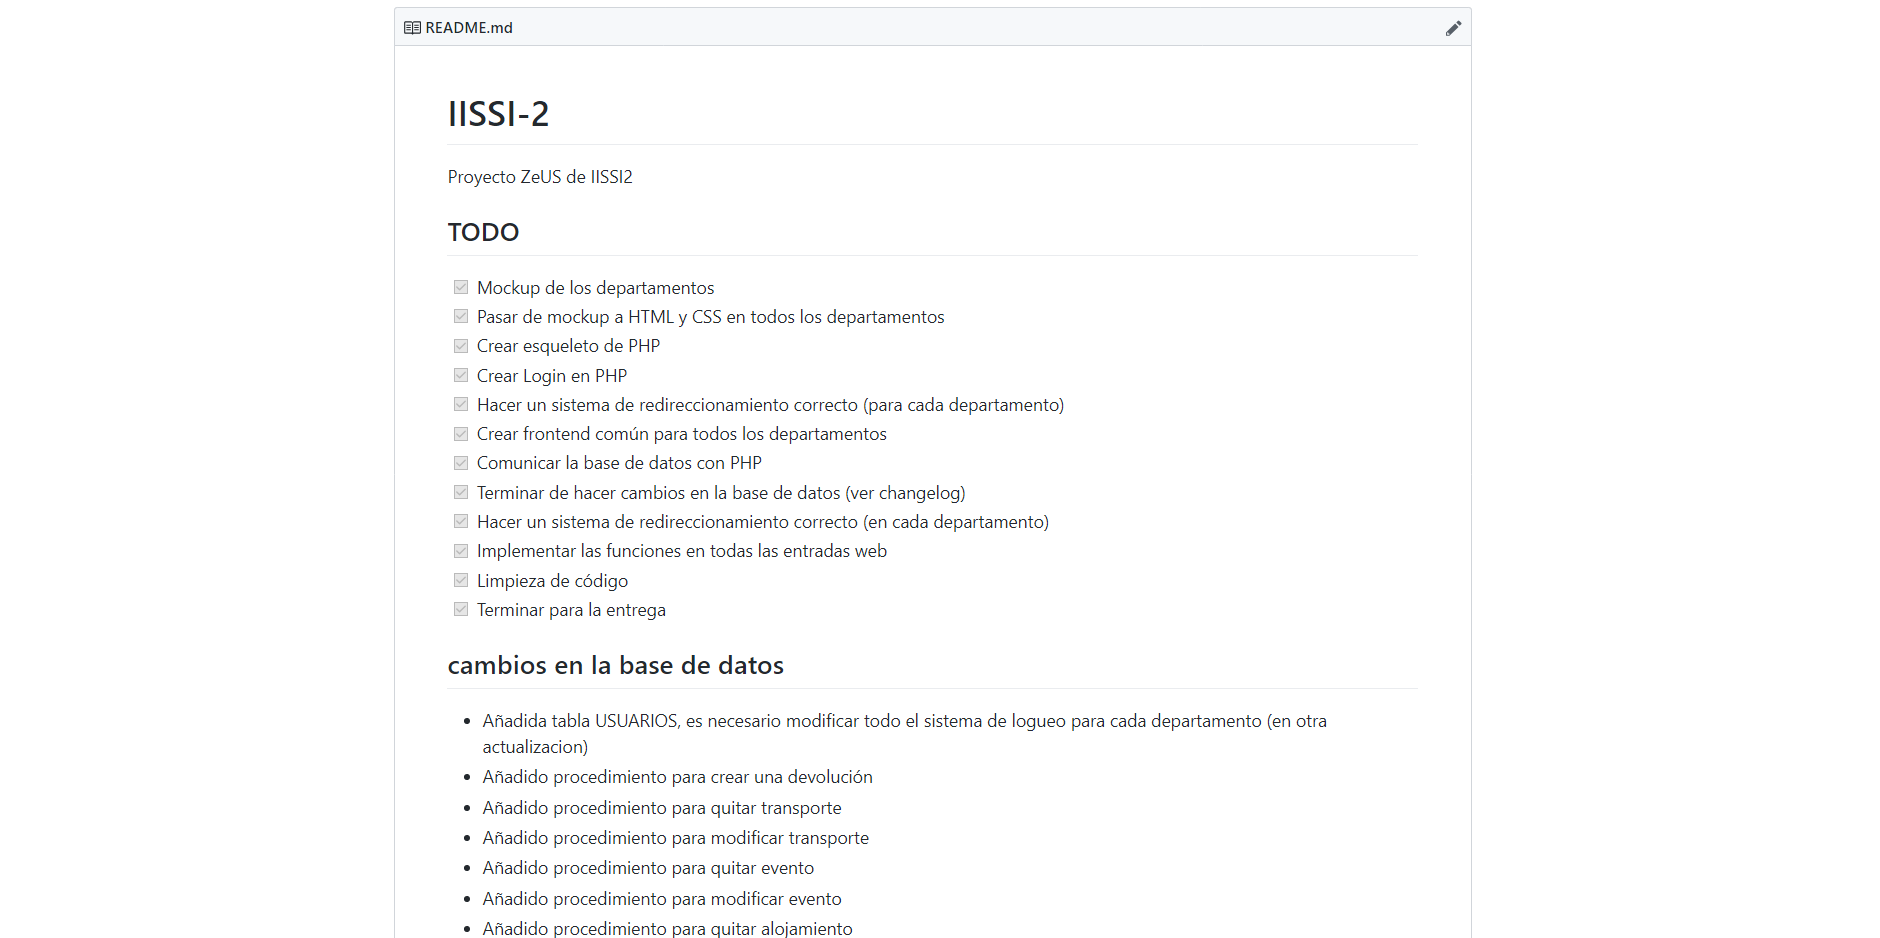 README.md
IISSI-2
Proyecto ZeUS de IISSI2
TODO
Mockup de los departamentos
Pasar de mockup a HTML y CSS en todos los departamentos
Crear esqueleto de PHP
Crear Login en PHP
Hacer un sistema de redireccionamiento correcto (para cada departamento)
Crear frontend común para todos los departamentos
Comunicar la base de datos con PHP
Terminar de hacer cambios en la base de datos (ver changelog)
Hacer un sistema de redireccionamiento correcto (en cada departamento)
Implementar las funciones en todas las entradas web
Limpieza de código
Terminar para la entrega
cambios en la base de datos
Añadida tabla USUARIOS, es necesario modificar todo el sistema de logueo para cada departamento (en otra
actualizacion)
Añadido procedimiento para crear una devolución
Añadido procedimiento para quitar transporte
Añadido procedimiento para modificar transporte
Añadido procedimiento para quitar evento
Añadido procedimiento para modificar evento
Añadido procedimiento para quitar alojamiento